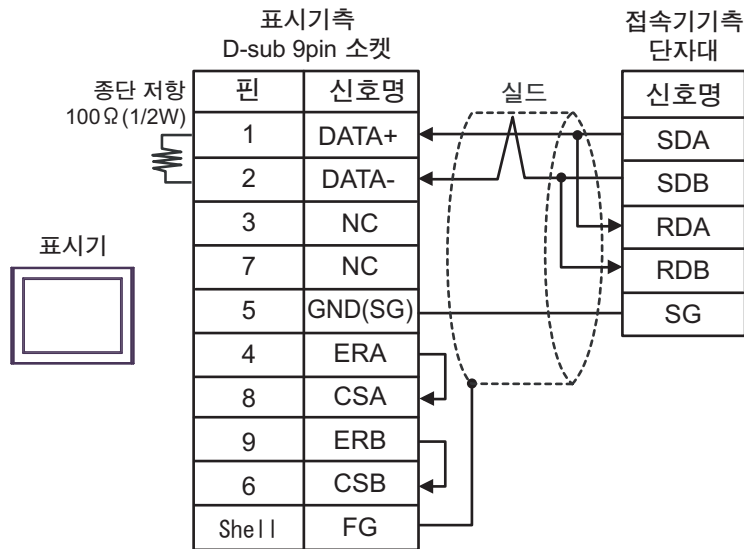 표시기측
D-sub 9pin 소켓
접속기기측
단자대
종단 저항
100Ω(1/2W)
핀 신호명
실드
신호명
1 DATA+
SDA
2 DATA-
SDB
3 NC
RDA
표시기
7 NC
RDB
5 GND(SG)
SG
4 ERA
8 CSA
9 ERB
6 CSB
Shell FG